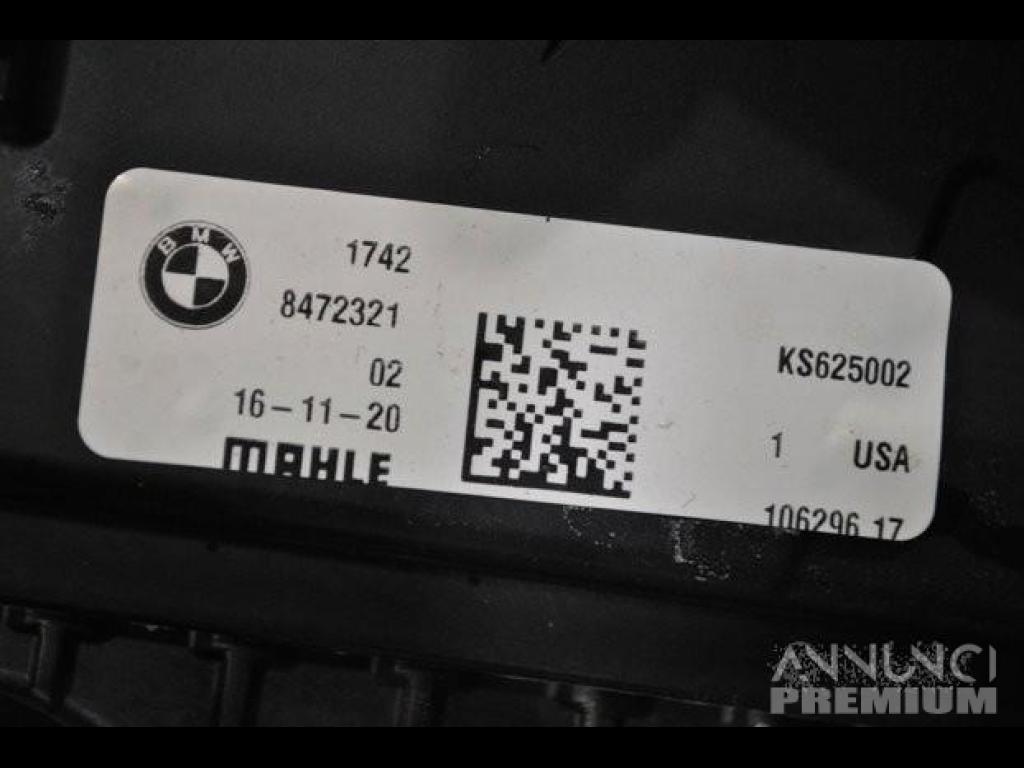 BMW
1742
8472321
02
16-11-20
MAHLE
KS625002
1 USA
106296.17
ANNUNCI
PREMIUM